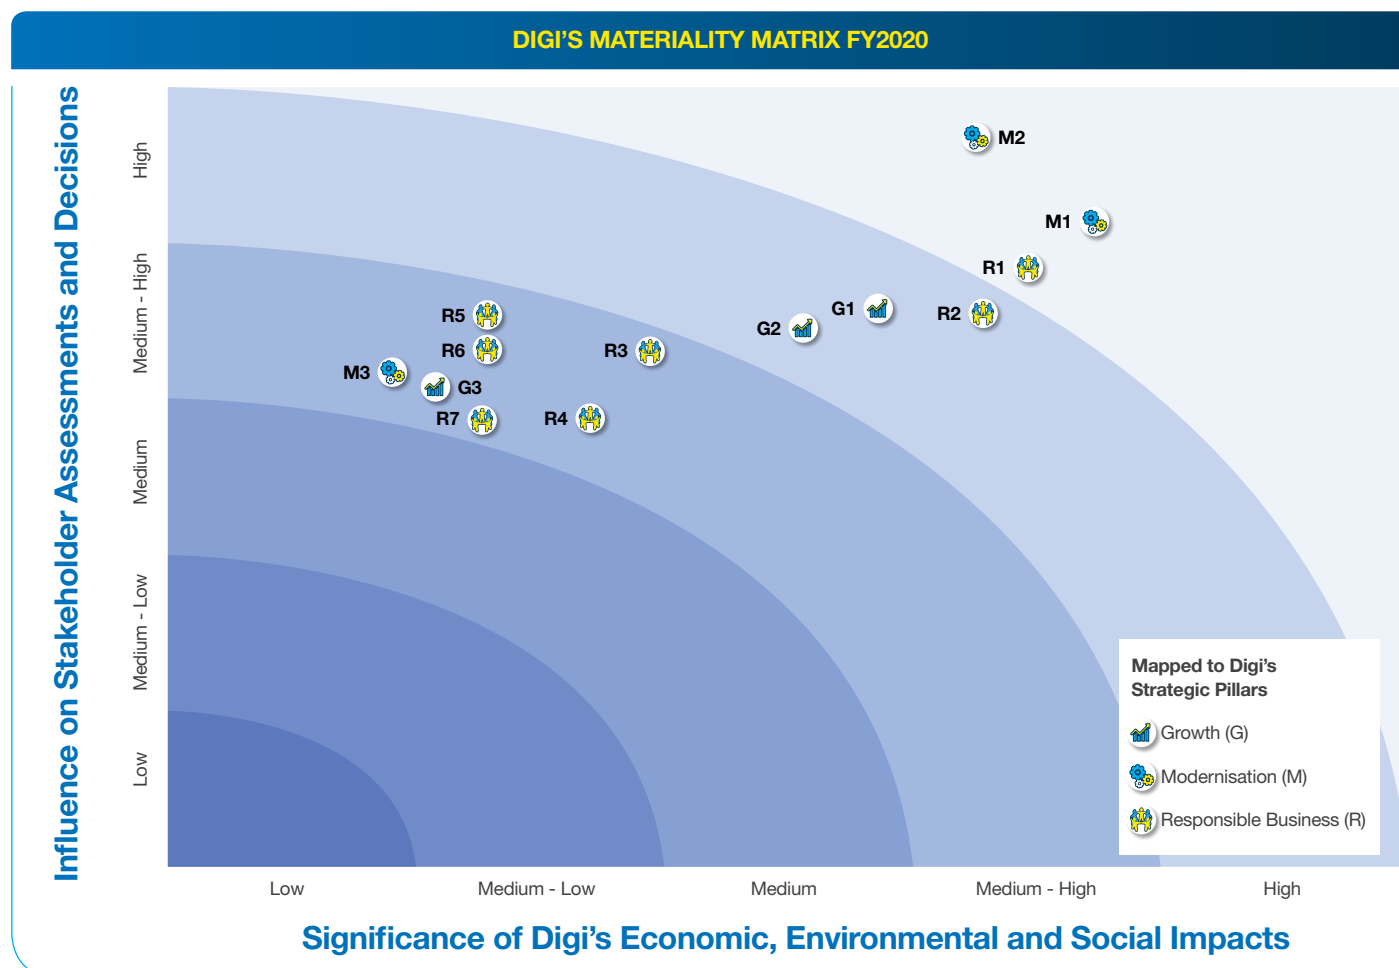 DIGI'S MATERIALITY MATRIX FY2020
Influence on Stakeholder Assessments and Decisions
High
Medium - High
Medium
Medium - Low
Low
M2
M1
R1
R2
G1
G2
R5
R6
R3
M3
G3
R7
R4
Mapped to Digi's
Strategic Pillars
Growth (G)
Modernisation (M)
Responsible Business (R)
Low
Medium - Low
Medium
Medium - High
High
Significance of Digi's Economic, Environmental and Social Impacts